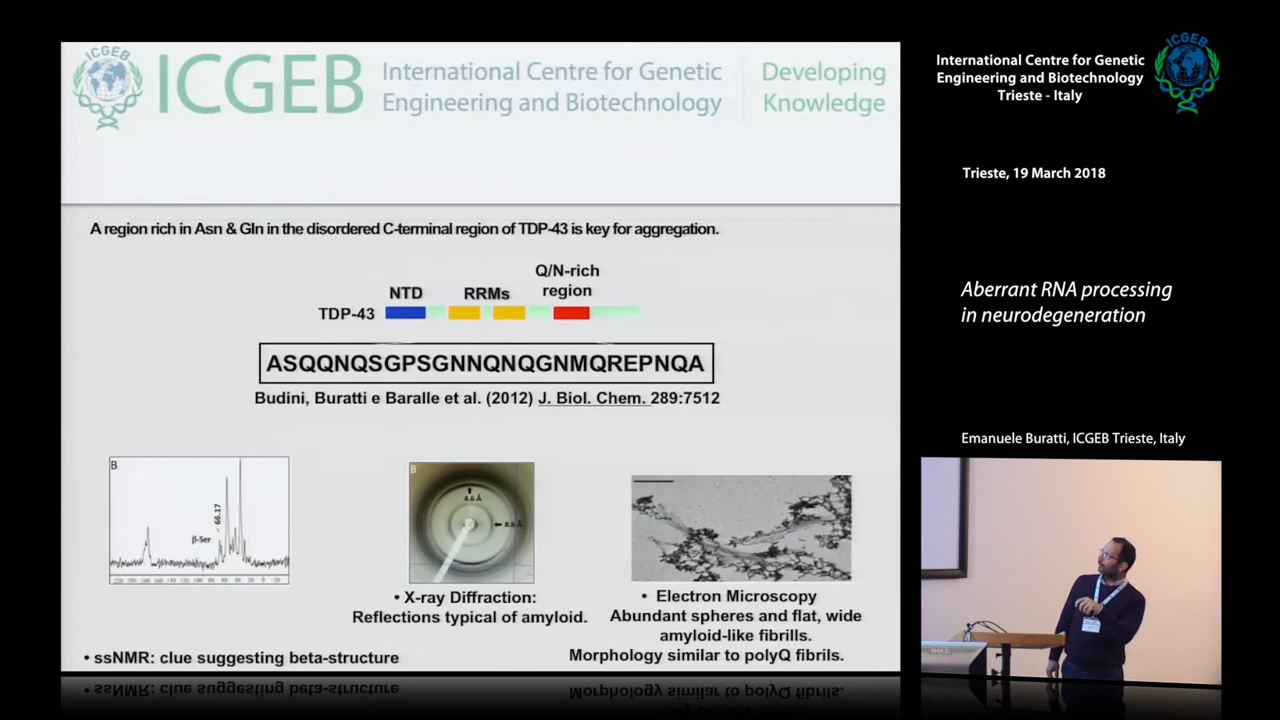 ICGEB
ICGEB
International Centre for Genetic
Engineering and Biotechnology
Developing
Knowledge
A region rich in Asn & Gln in the disordered C-terminal region of TDP-43 is key for aggregation.
Q/N-rich
region
NTD
RRMs
TDP-43
ASQQNQSGPSGNNQNQGNMQREPNQA
Budini, Buratti e Baralle et al. (2012) J. Biol. Chem. 289:7512
B
66.17
β-Ser
B
4.6 Å
8.6 Å
• X-ray Diffraction:
Reflections typical of amyloid.
• Electron Microscopy
Abundant spheres and flat, wide
amyloid-like fibrills.
Morphology similar to polyQ fibrils.
• ssNMR: clue suggesting beta-structure
International Centre for Genetic
Engineering and Biotechnology
Trieste - Italy
ICGEB
Trieste, 19 March 2018
Aberrant RNA processing
in neurodegeneration
Emanuele Buratti, ICGEB Trieste, Italy